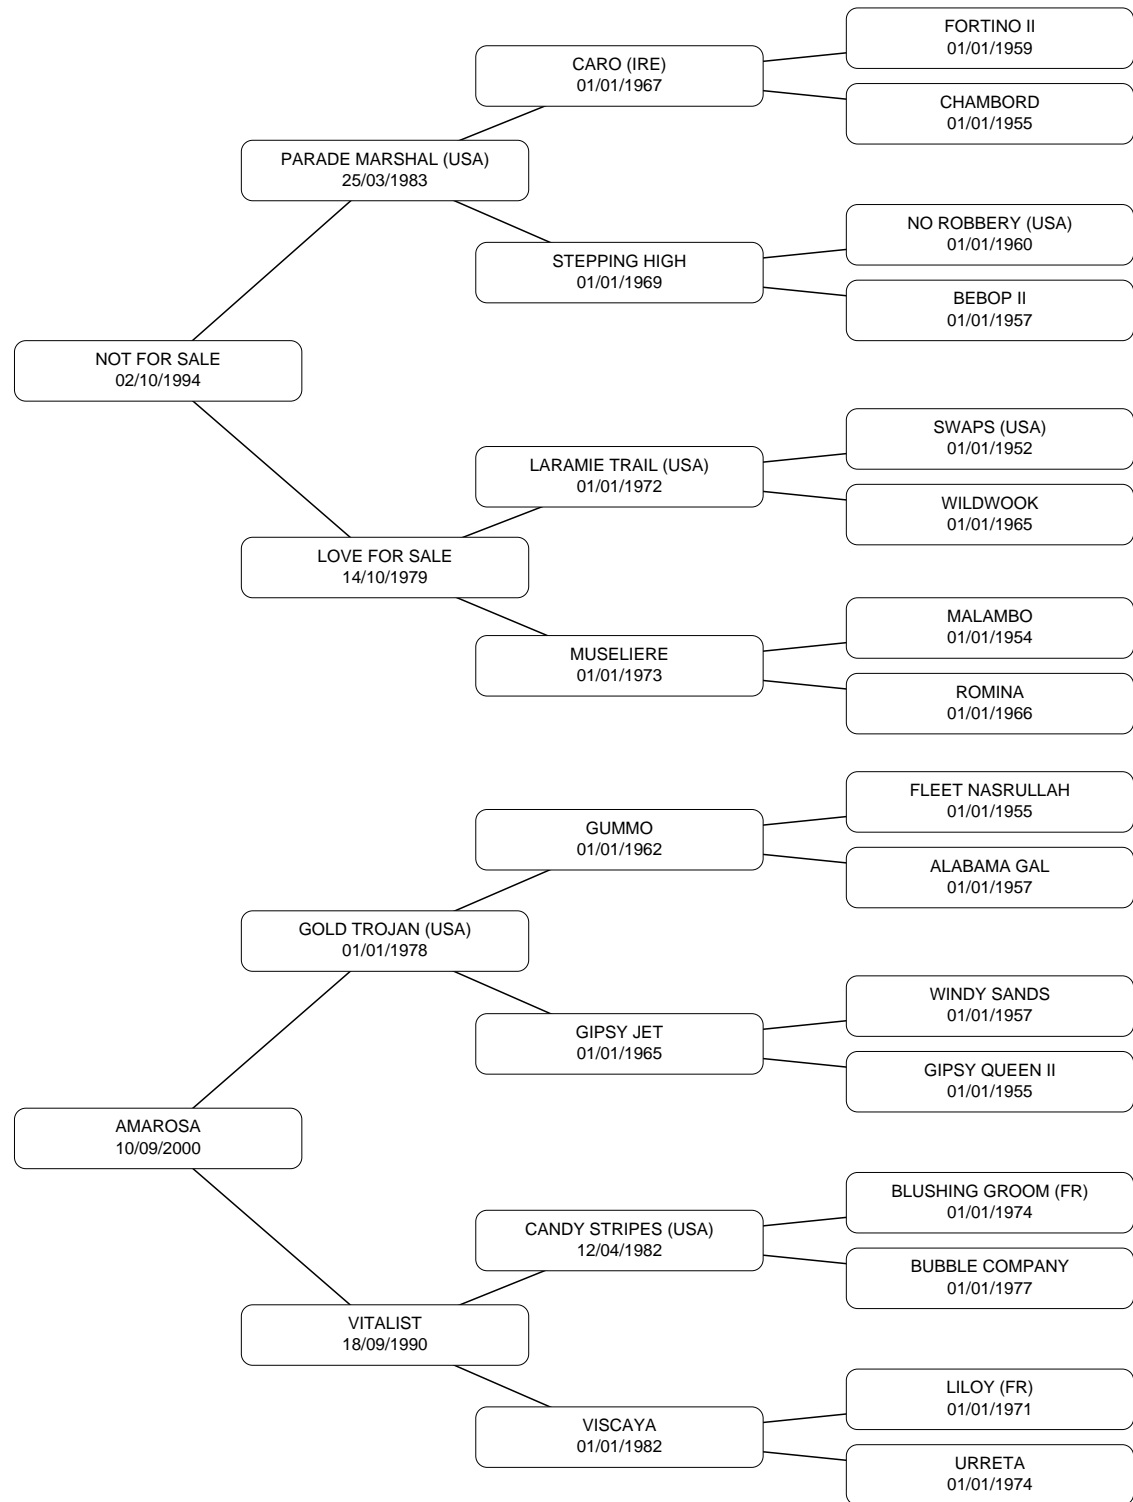 FORTINO II
01/01/1959
CARO (IRE)
01/01/1967
CHAMBORD
01/01/1955
PARADE MARSHAL (USA)
25/03/1983
NO ROBBERY (USA)
01/01/1960
STEPPING HIGH
01/01/1969
BEBOP II
01/01/1957
NOT FOR SALE
02/10/1994
SWAPS (USA)
01/01/1952
LARAMIE TRAIL (USA)
01/01/1972
WILDWOOK
01/01/1965
LOVE FOR SALE
14/10/1979
MALAMBO
01/01/1954
MUSELIERE
01/01/1973
ROMINA
01/01/1966
FLEET NASRULLAH
01/01/1955
GUMMO
01/01/1962
ALABAMA GAL
01/01/1957
GOLD TROJAN (USA)
01/01/1978
WINDY SANDS
01/01/1957
GIPSY JET
01/01/1965
GIPSY QUEEN II
01/01/1955
AMAROSA
10/09/2000
BLUSHING GROOM (FR)
01/01/1974
CANDY STRIPES (USA)
12/04/1982
BUBBLE COMPANY
01/01/1977
VITALIST
18/09/1990
LILOY (FR)
01/01/1971
VISCAYA
01/01/1982
URRETA
01/01/1974